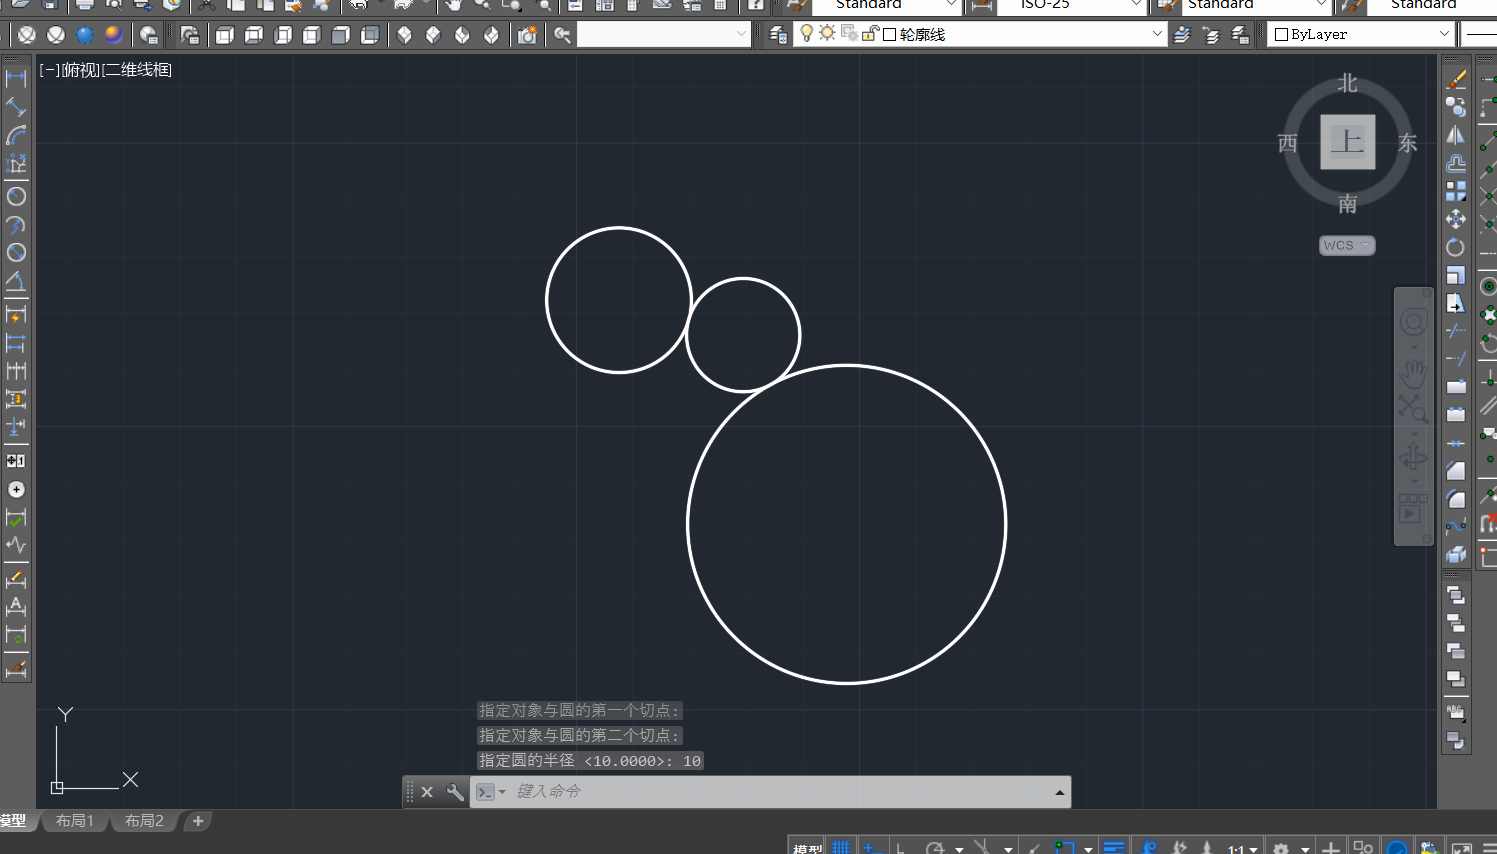 Standard
ISO-25
Standard
Standard
轮廓线
ByLayer
[−][俯视][二维线框]
北
西
上
东
南
WCS
指定对象与圆的第一个切点:
指定对象与圆的第二个切点:
指定圆的半径 <10.0000>: 10
键入命令
Y
X
模型
布局1
布局2
模型
1:1